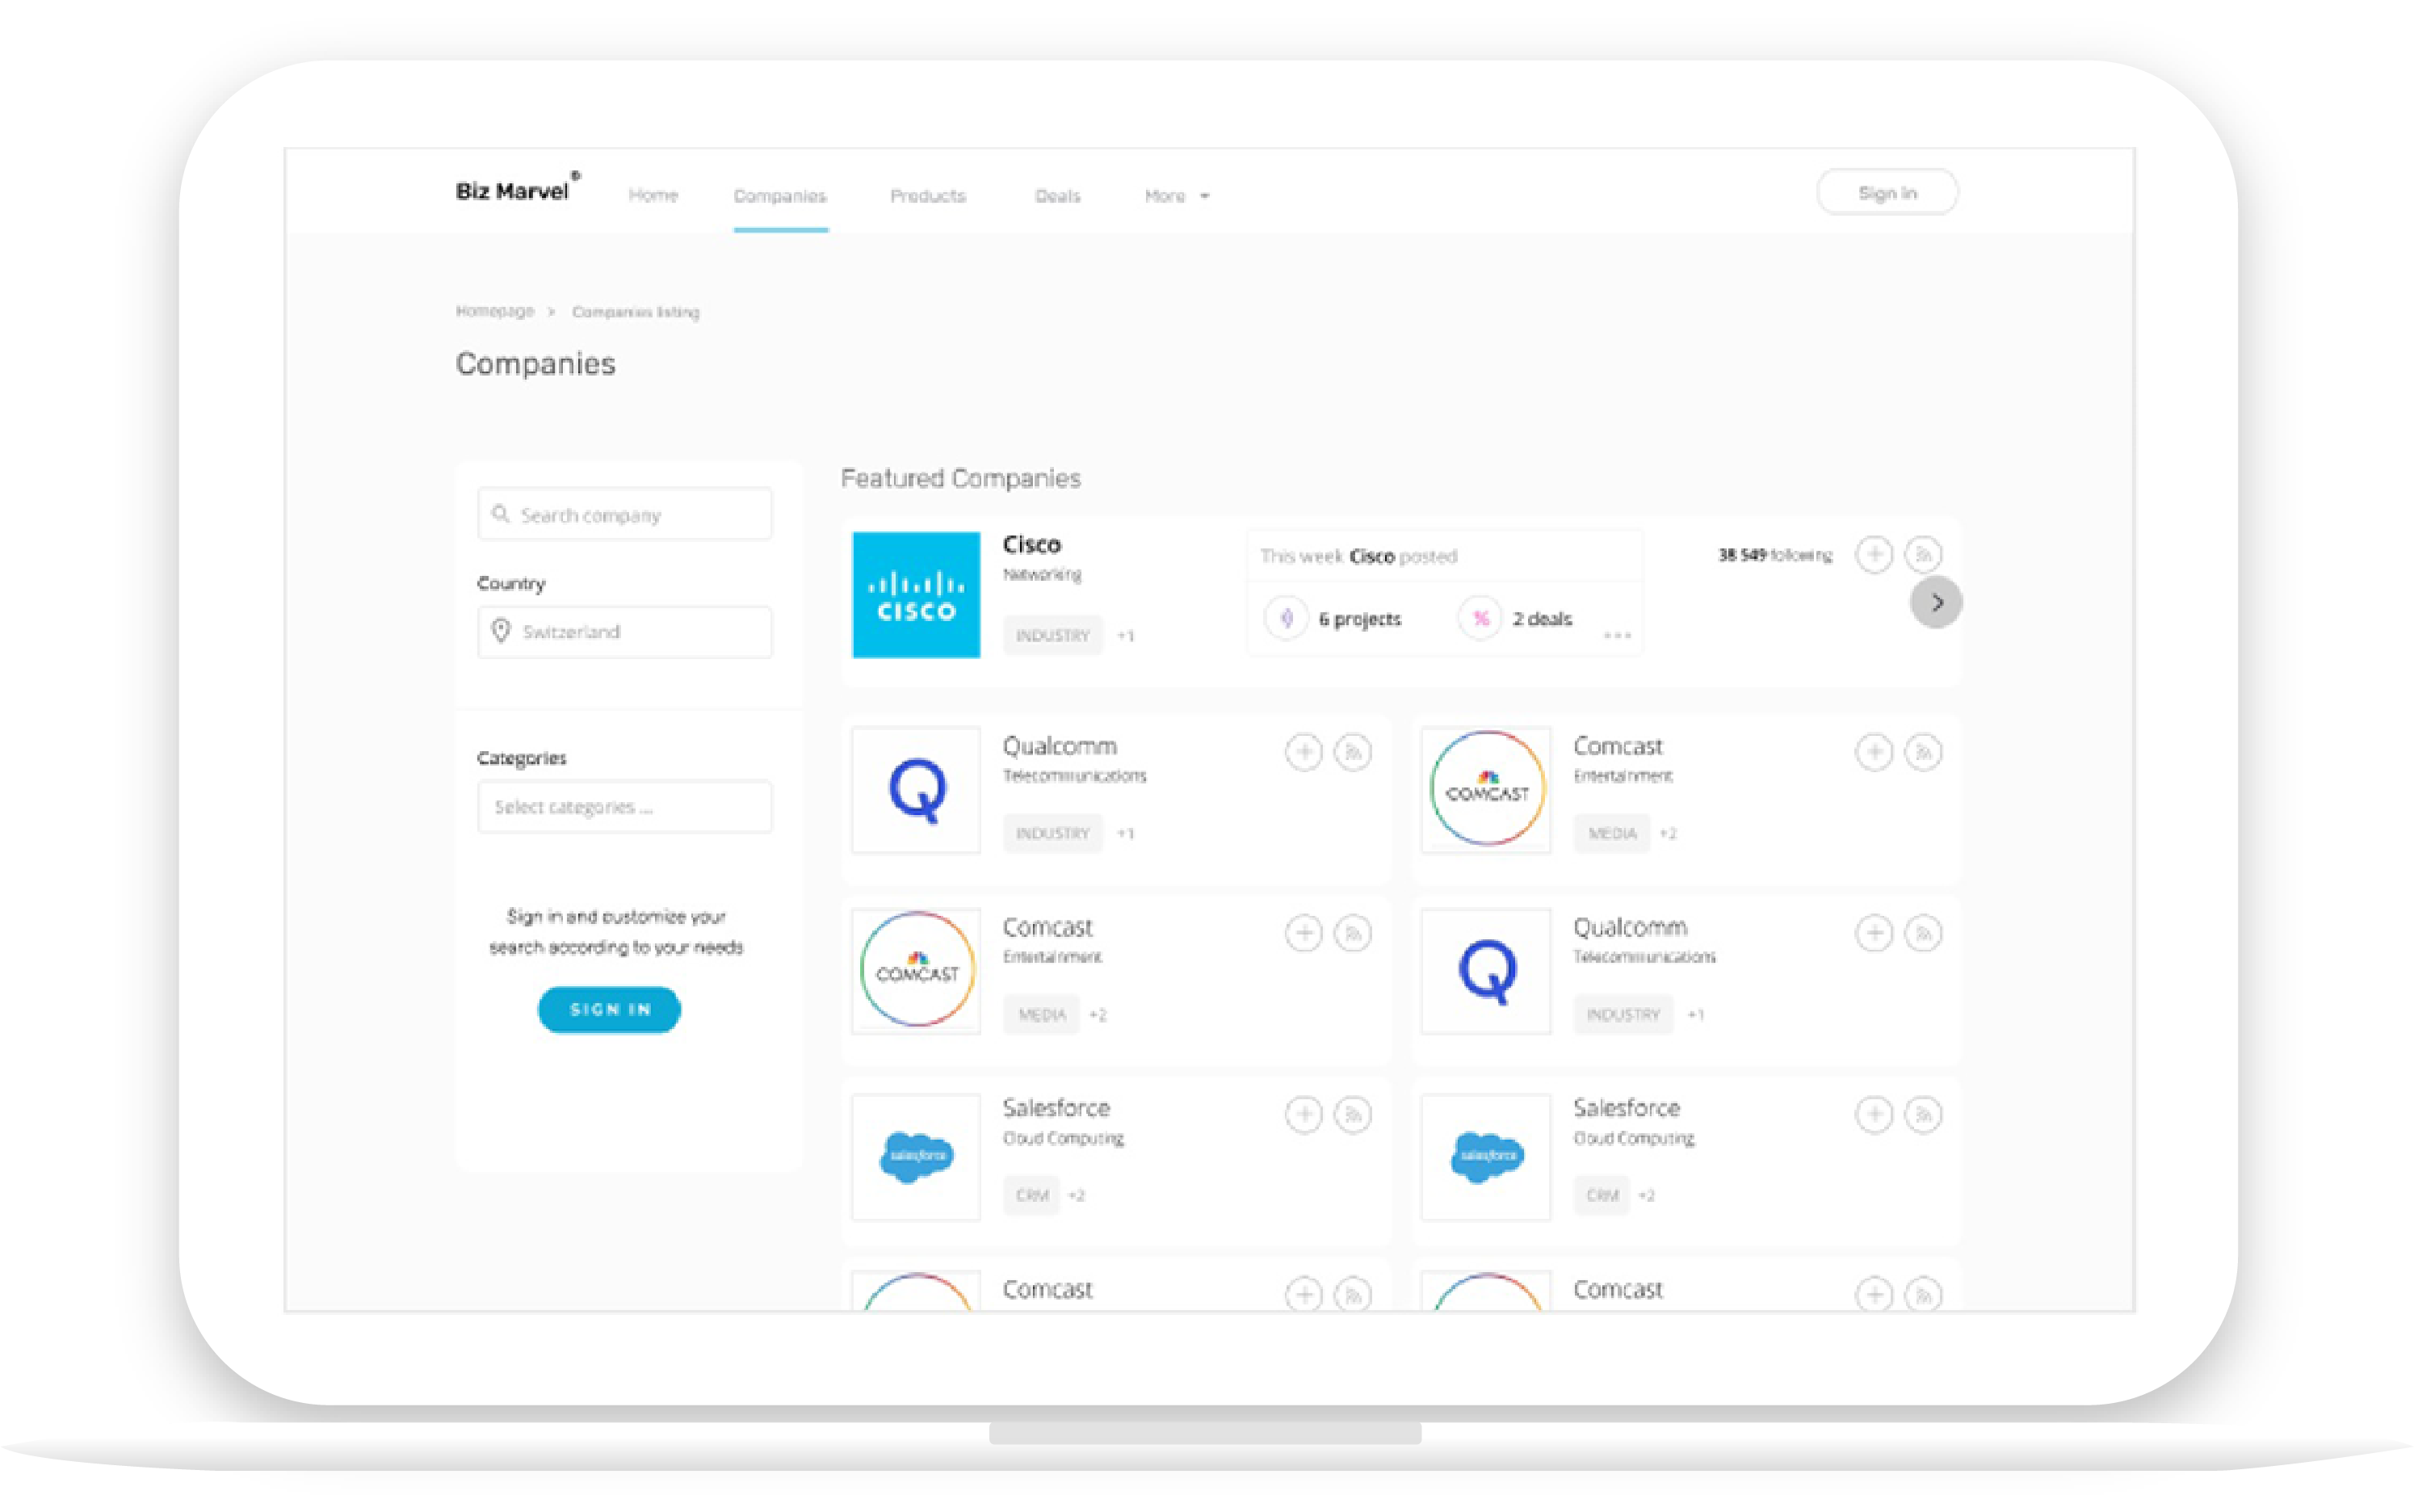 Biz Marvel®
Home Companies Products Deals More
Sign in
Homepage > Companies listing
Companies
Search company
Country
Switzerland
Categories
Select categories ...
Sign in and customize your
search according to your needs
SIGN IN
Featured Companies
CISCO
Cisco
Networking
INDUSTRY +1
This week Cisco posted
6 projects 2 deals
38 549 following
Q
Qualcomm
Telecommunications
INDUSTRY +1
COMCAST
Comcast
Entertainment
MEDIA +2
COMCAST
Comcast
Entertainment
MEDIA +2
Q
Qualcomm
Telecommunications
INDUSTRY +1
salesforce
Salesforce
Cloud Computing
CRM +2
salesforce
Salesforce
Cloud Computing
CRM +2
Comcast
Comcast